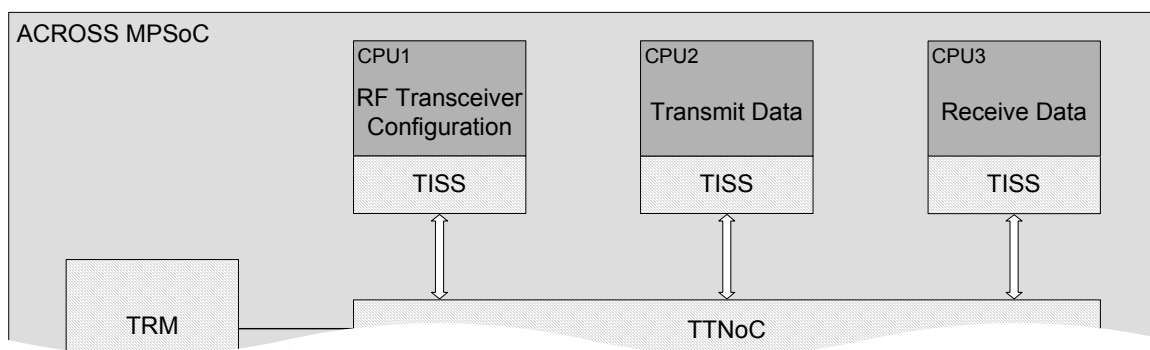 ACROSS MPSoC
CPU1
RF Transceiver
Configuration
TISS
CPU2
Transmit Data
TISS
CPU3
Receive Data
TISS
TRM
TTNoC